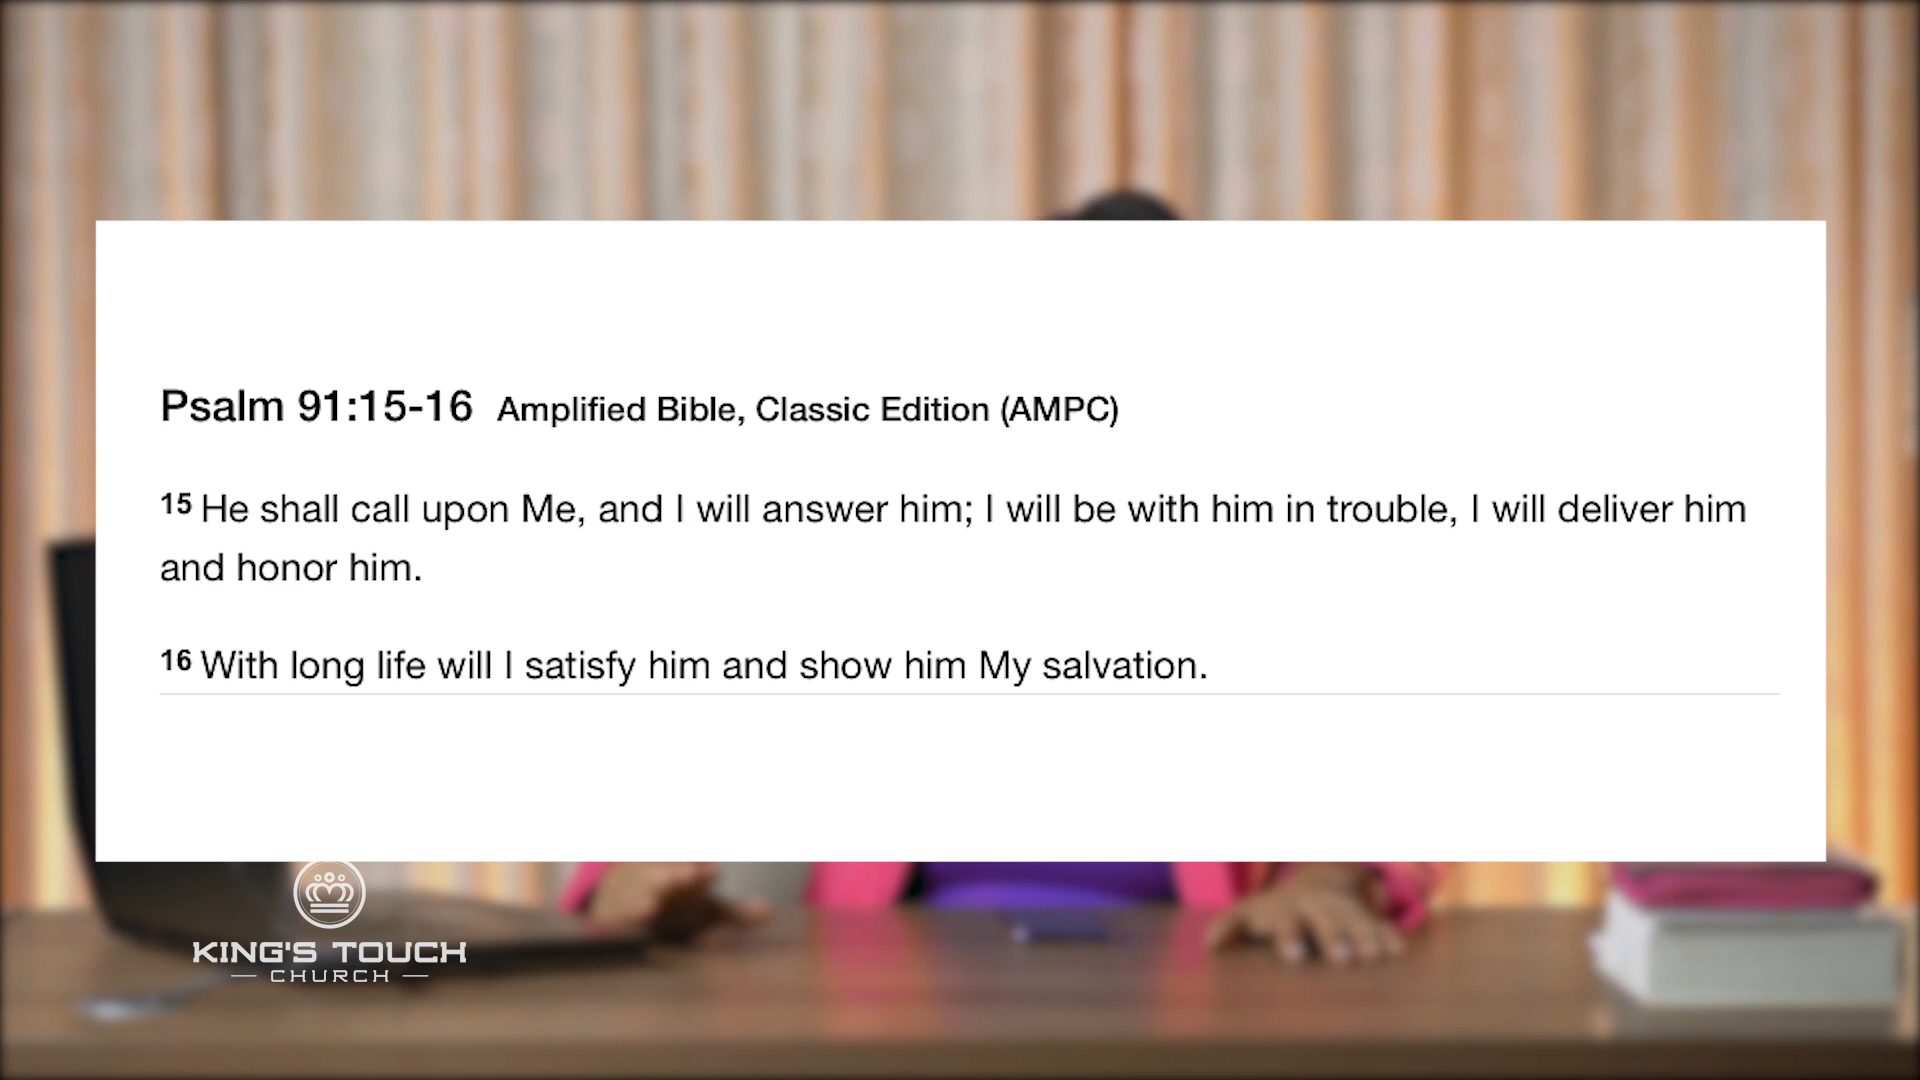 Psalm 91:15-16 Amplified Bible, Classic Edition (AMPC)
15 He shall call upon Me, and I will answer him; I will be with him in trouble, I will deliver him
and honor him.
16 With long life will I satisfy him and show him My salvation.
KING'S TOUCH
CHURCH